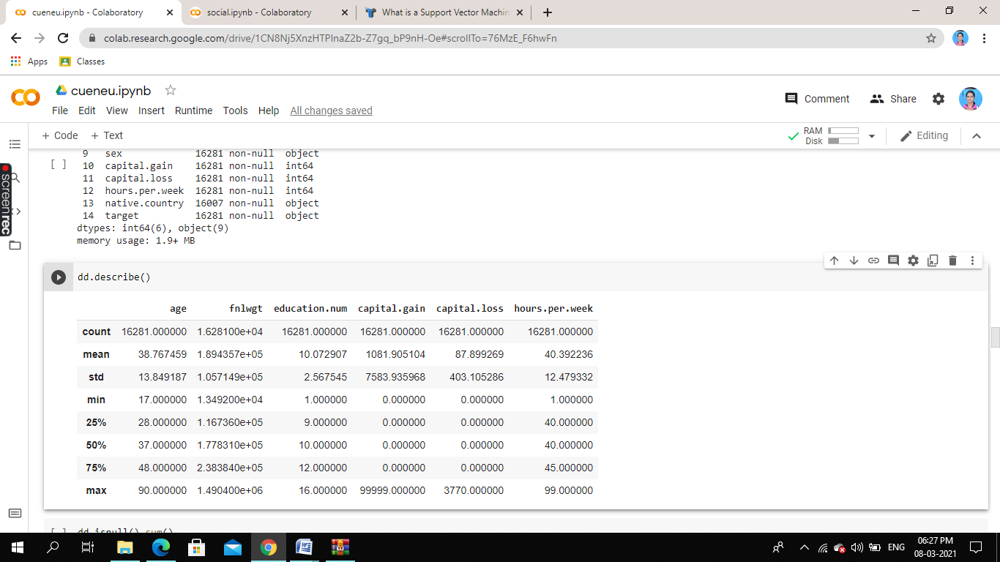 cueneu.ipynb - Colaboratory
social.ipynb - Colaboratory
What is a Support Vector Machin
colab.research.google.com/drive/1CN8Nj5XnzHTPInaZ2b-Z7gq_bP9nH-Oe#scrollTo=76MzE_F6hwFn
Apps Classes
cueneu.ipynb
Comment Share
File Edit View Insert Runtime Tools Help All changes saved
+ Code + Text
RAM
Disk
Editing
9 sex 16281 non-null object
[ ] 10 capital.gain 16281 non-null int64
11 capital.loss 16281 non-null int64
12 hours.per.week 16281 non-null int64
13 native.country 16007 non-null object
14 target 16281 non-null object
dtypes: int64(6), object(9)
memory usage: 1.9+ MB
screenrec
dd.describe()
age fnlwgt education.num capital.gain capital.loss hours.per.week
count 16281.000000 1.628100e+04 16281.000000 16281.000000 16281.000000 16281.000000
mean 38.767459 1.894357e+05 10.072907 1081.905104 87.899269 40.392236
std 13.849187 1.057149e+05 2.567545 7583.935968 403.105286 12.479332
min 17.000000 1.349200e+04 1.000000 0.000000 0.000000 1.000000
25% 28.000000 1.167360e+05 9.000000 0.000000 0.000000 40.000000
50% 37.000000 1.778310e+05 10.000000 0.000000 0.000000 40.000000
75% 48.000000 2.383840e+05 12.000000 0.000000 0.000000 45.000000
max 90.000000 1.490400e+06 16.000000 99999.000000 3770.000000 99.000000
[ ] dd.isnull().sum()
ENG
06:27 PM
08-03-2021